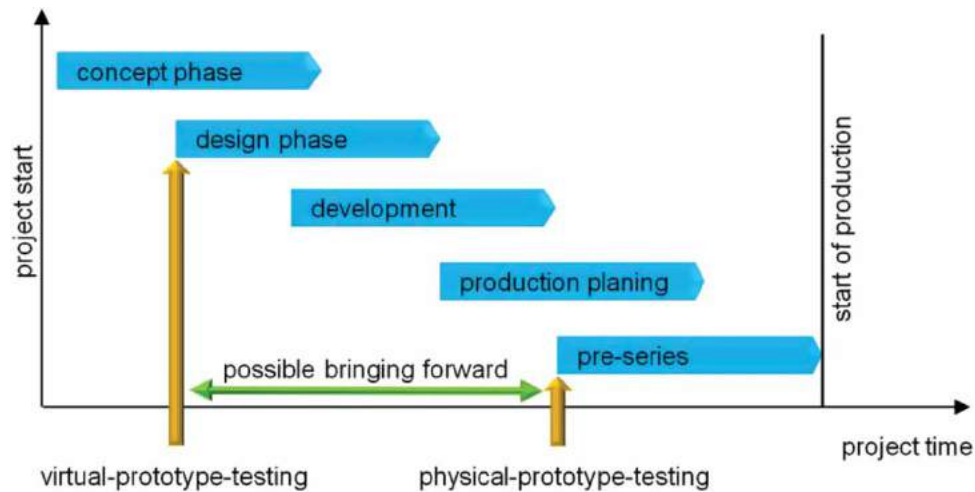 project start
concept phase
design phase
development
production planing
pre-series
start of production
possible bringing forward
project time
virtual-prototype-testing
physical-prototype-testing